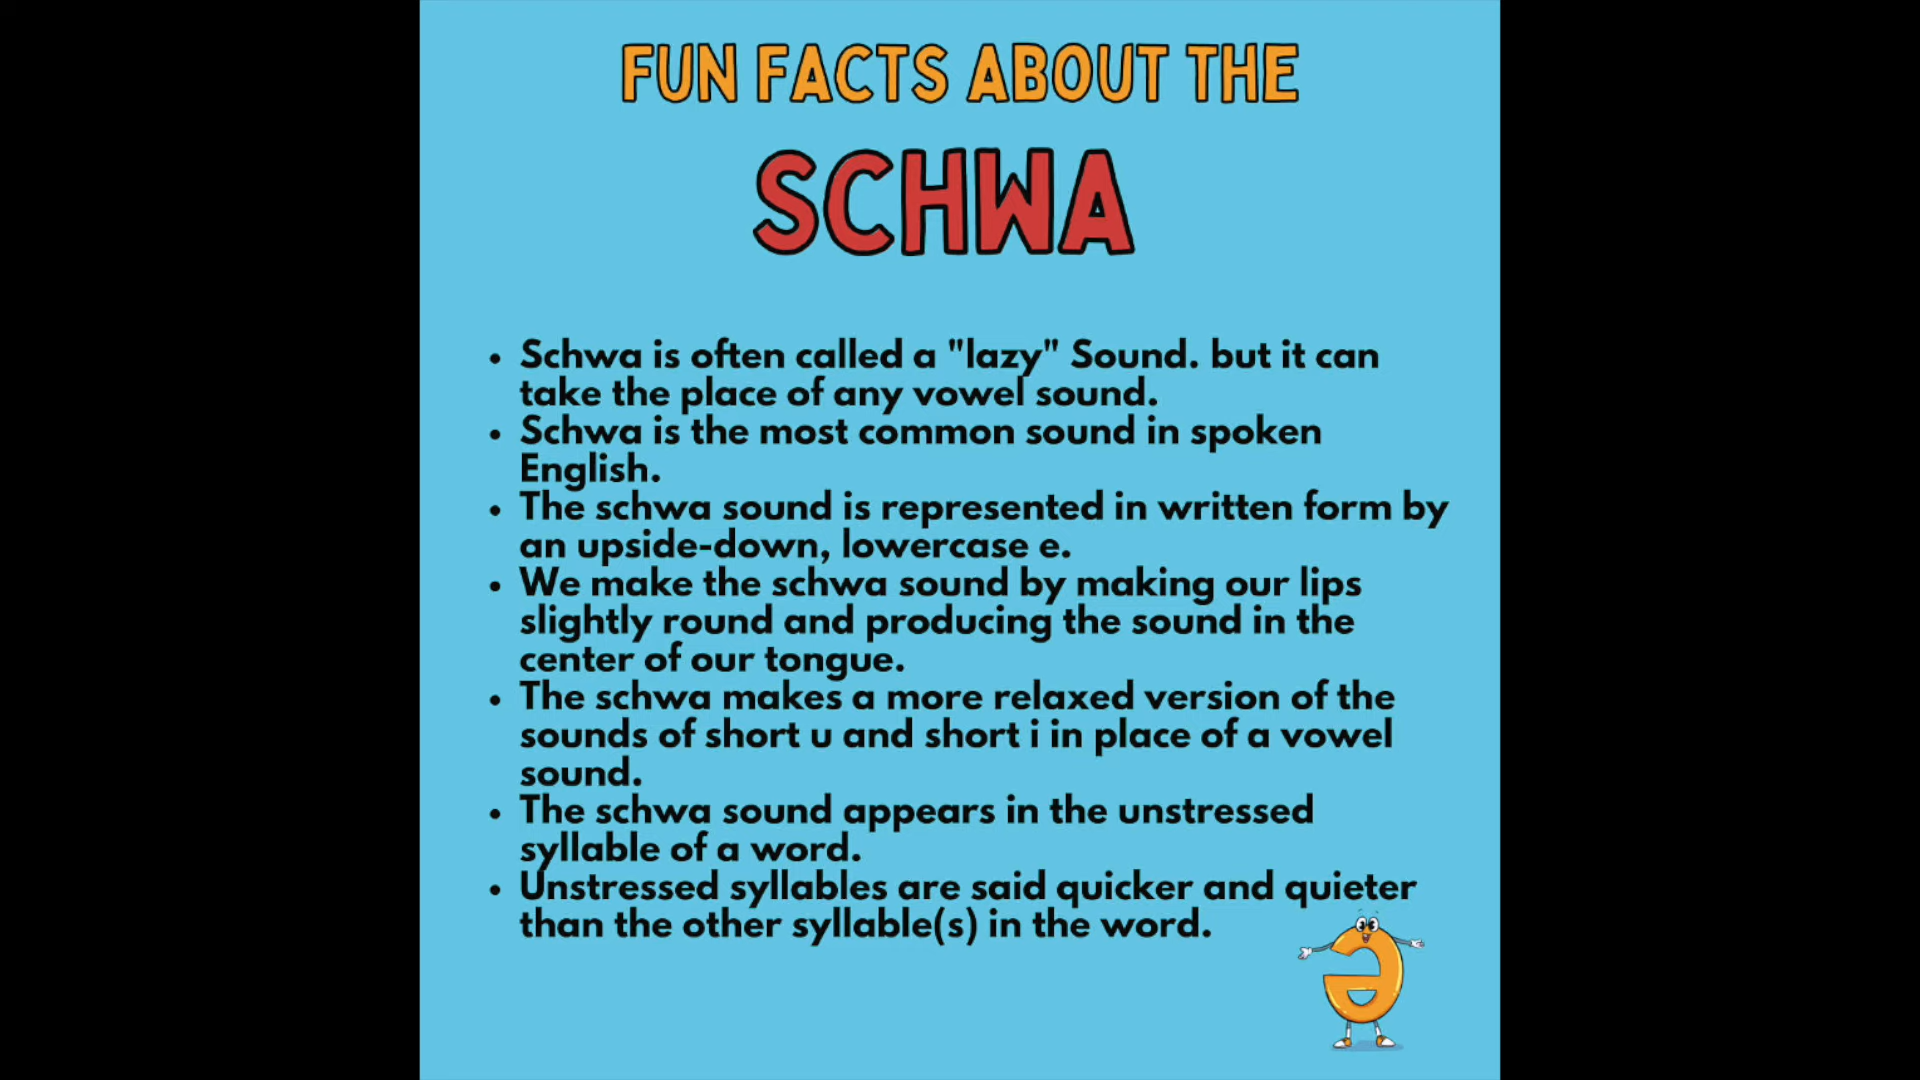 FUN FACTS ABOUT THE
SCHWA
• Schwa is often called a "lazy" Sound. but it can
take the place of any vowel sound.
• Schwa is the most common sound in spoken
English.
• The schwa sound is represented in written form by
an upside-down, lowercase e.
• We make the schwa sound by making our lips
slightly round and producing the sound in the
center of our tongue.
• The schwa makes a more relaxed version of the
sounds of short u and short i in place of a vowel
sound.
• The schwa sound appears in the unstressed
syllable of a word.
• Unstressed syllables are said quicker and quieter
than the other syllable(s) in the word.
ə